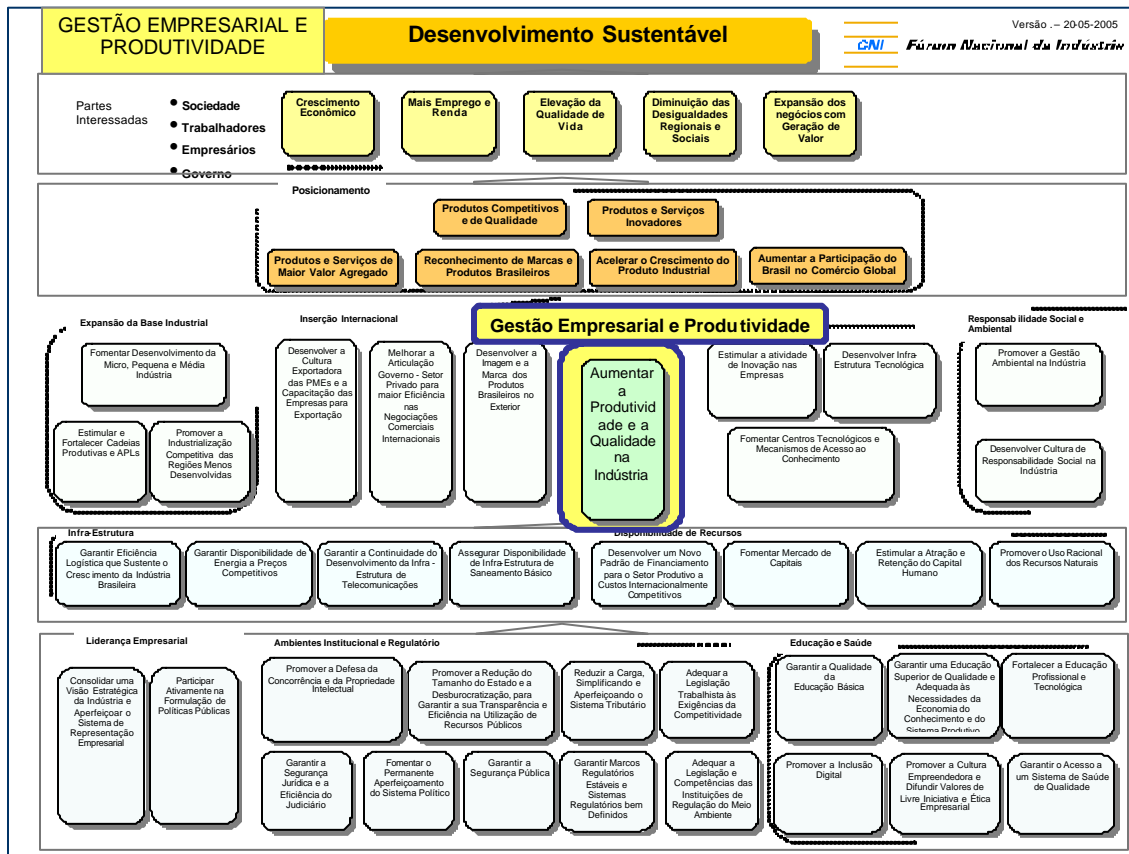 GESTÃO EMPRESARIAL E
PRODUTIVIDADE
Desenvolvimento Sustentável
Versão . – 20-05-2005
CNI Fórum Nacional da Indústria
Partes
Interessadas
• Sociedade
• Trabalhadores
• Empresários
• Governo
Crescimento
Econômico
Mais Emprego e
Renda
Elevação da
Qualidade de
Vida
Diminuição das
Desigualdades
Regionais e
Sociais
Expansão dos
negócios com
Geração de
Valor
Posicionamento
Produtos Competitivos
e de Qualidade
Produtos e Serviços
Inovadores
Produtos e Serviços de
Maior Valor Agregado
Reconhecimento de Marcas e
Produtos Brasileiros
Acelerar o Crescimento do
Produto Industrial
Aumentar a Participação do
Brasil no Comércio Global
Expansão da Base Industrial
Fomentar Desenvolvimento da
Micro, Pequena e Média
Indústria
Estimular e
Fortalecer Cadeias
Produtivas e APLs
Promover a
Industrialização
Competitiva das
Regiões Menos
Desenvolvidas
Inserção Internacional
Desenvolver a
Cultura
Exportadora
das PMEs e a
Capacitação das
Empresas para
Exportação
Melhorar a
Articulação
Governo - Setor
Privado para
maior Eficiência
nas
Negociações
Comerciais
Internacionais
Desenvolver a
Imagem e a
Marca dos
Produtos
Brasileiros no
Exterior
Gestão Empresarial e Produtividade
Aumentar
a
Produtivid
ade e a
Qualidade
na
Indústria
Estimular a atividade
de Inovação nas
Empresas
Desenvolver Infra-
Estrutura Tecnológica
Fomentar Centros Tecnológicos e
Mecanismos de Acesso ao
Conhecimento
Responsabilidade Social e
Ambiental
Promover a Gestão
Ambiental na Indústria
Desenvolver Cultura de
Responsabilidade Social na
Indústria
Infra-Estrutura
Garantir Eficiência
Logística que Sustente o
Crescimento da Indústria
Brasileira
Garantir Disponibilidade de
Energia a Preços
Competitivos
Garantir a Continuidade do
Desenvolvimento da Infra -
Estrutura de
Telecomunicações
Assegurar Disponibilidade
de Infra-Estrutura de
Saneamento Básico
Disponibilidade de Recursos
Desenvolver um Novo
Padrão de Financiamento
para o Setor Produtivo a
Custos Internacionalmente
Competitivos
Fomentar Mercado de
Capitais
Estimular a Atração e
Retenção do Capital
Humano
Promover o Uso Racional
dos Recursos Naturais
Liderança Empresarial
Consolidar uma
Visão Estratégica
da Indústria e
Aperfeiçoar o
Sistema de
Representação
Empresarial
Participar
Ativamente na
Formulação de
Políticas Públicas
Ambientes Institucional e Regulatório
Promover a Defesa da
Concorrência e da Propriedade
Intelectual
Promover a Redução do
Tamanho do Estado e a
Desburocratização, para
Garantir a sua Transparência e
Eficiência na Utilização de
Recursos Públicos
Reduzir a Carga,
Simplificando e
Aperfeiçoando o
Sistema Tributário
Adequar a
Legislação
Trabalhista às
Exigências da
Competitividade
Garantir a
Segurança
Jurídica e a
Eficiência do
Judiciário
Fomentar o
Permanente
Aperfeiçoamento
do Sistema Político
Garantir a
Segurança Pública
Garantir Marcos
Regulatórios
Estáveis e
Sistemas
Regulatórios bem
Definidos
Adequar a
Legislação e
Competências das
Instituições de
Regulação do Meio
Ambiente
Educação e Saúde
Garantir a Qualidade
da
Educação Básica
Garantir uma Educação
Superior de Qualidade e
Adequada às
Necessidades da
Economia do
Conhecimento e do
Sistema Produtivo
Fortalecer a Educação
Profissional e
Tecnológica
Promover a Inclusão
Digital
Promover a Cultura
Empreendedora e
Difundir Valores de
Livre Iniciativa e Ética
Empresarial
Garantir o Acesso a
um Sistema de Saúde
de Qualidade